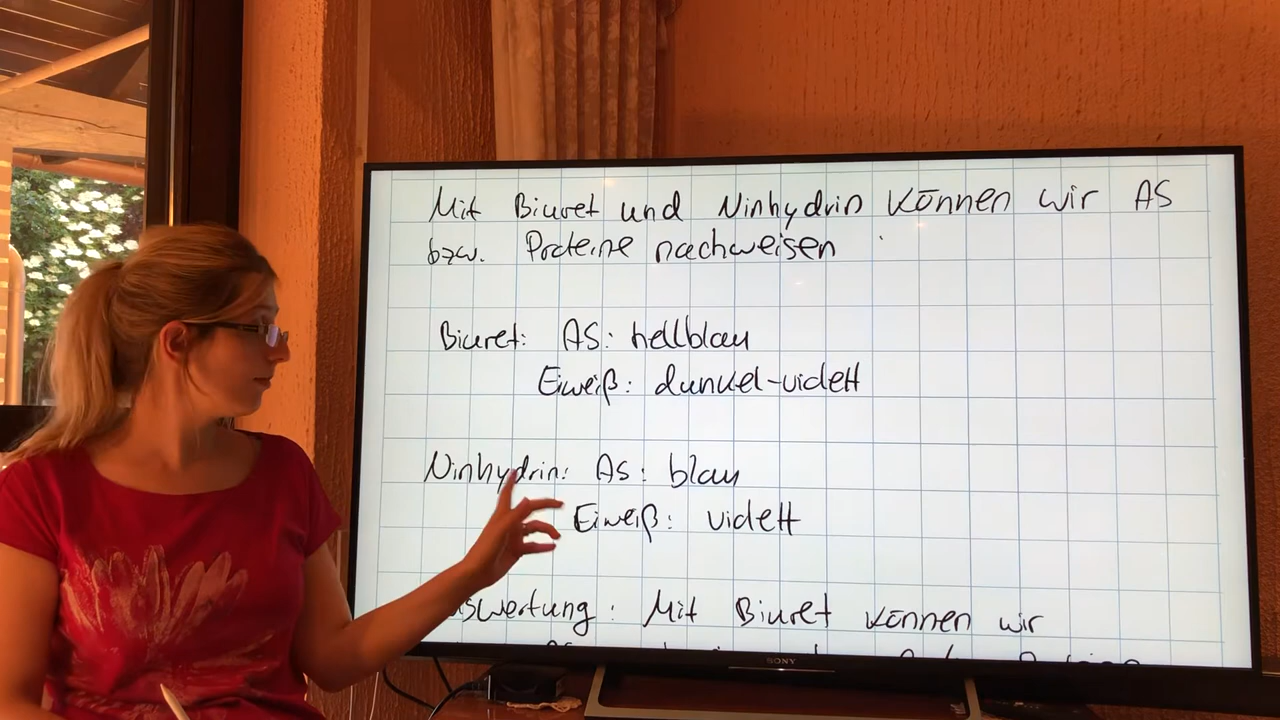 Mit Biuret und Ninhydrin können wir AS
bzw. Proteine nachweisen
Biuret: AS: hellblau
Eiweiß: dunkel-violett
Ninhydrin: AS: blau
Eiweiß: violett
swertung: Mit Biuret können wir
SONY